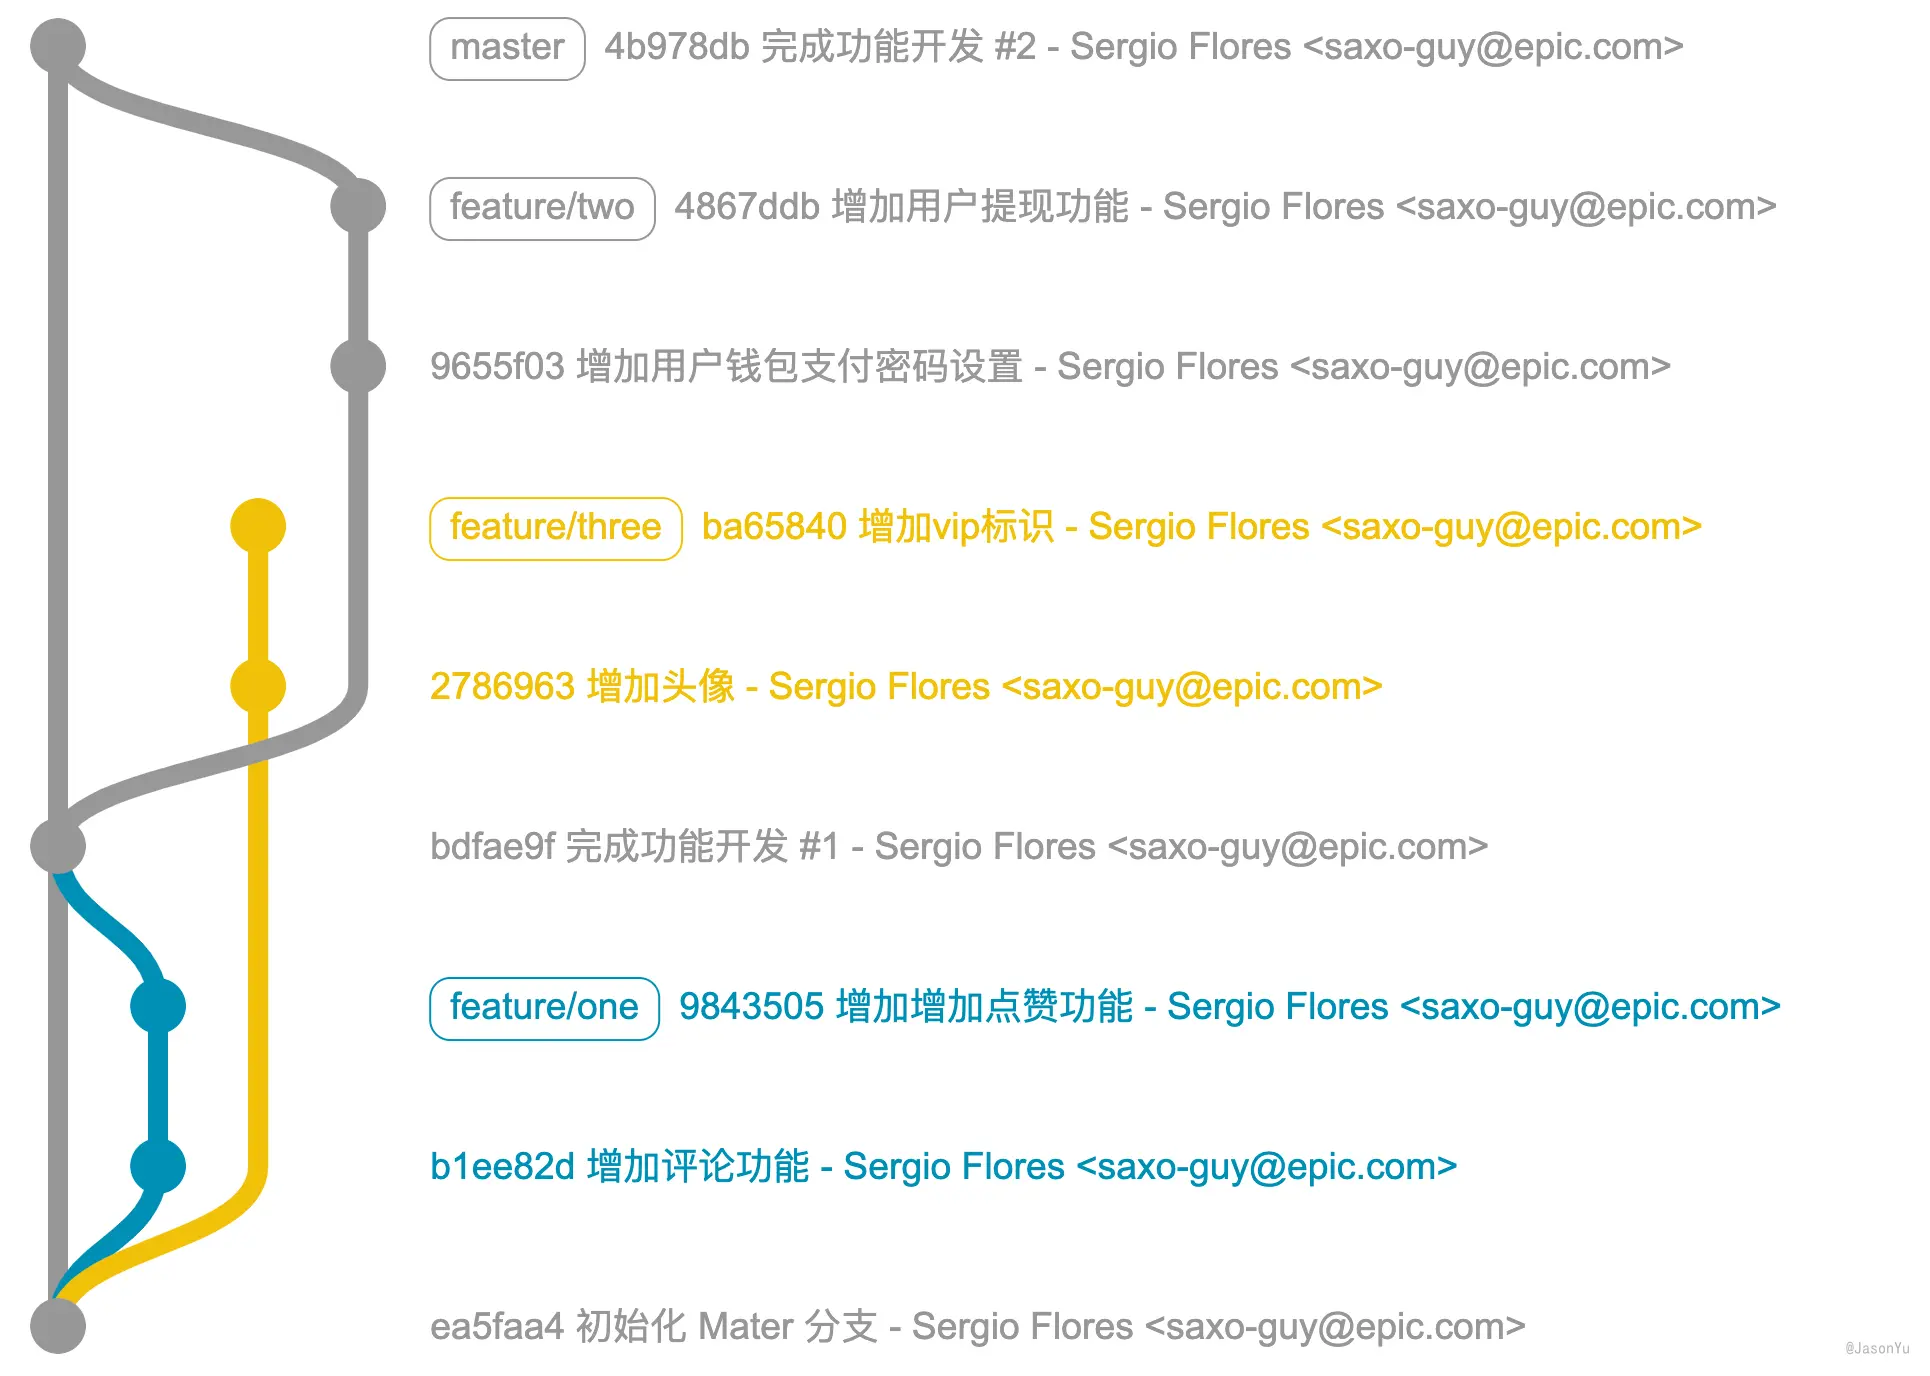 master 4b978db 完成功能开发 #2 - Sergio Flores <saxo-guy@epic.com>
feature/two 4867ddb 增加用户提现功能 - Sergio Flores <saxo-guy@epic.com>
9655f03 增加用户钱包支付密码设置 - Sergio Flores <saxo-guy@epic.com>
feature/three ba65840 增加vip标识 - Sergio Flores <saxo-guy@epic.com>
2786963 增加头像 - Sergio Flores <saxo-guy@epic.com>
bdfae9f 完成功能开发 #1 - Sergio Flores <saxo-guy@epic.com>
feature/one 9843505 增加增加点赞功能 - Sergio Flores <saxo-guy@epic.com>
b1ee82d 增加评论功能 - Sergio Flores <saxo-guy@epic.com>
ea5faa4 初始化 Mater 分支 - Sergio Flores <saxo-guy@epic.com>
@JasonYu